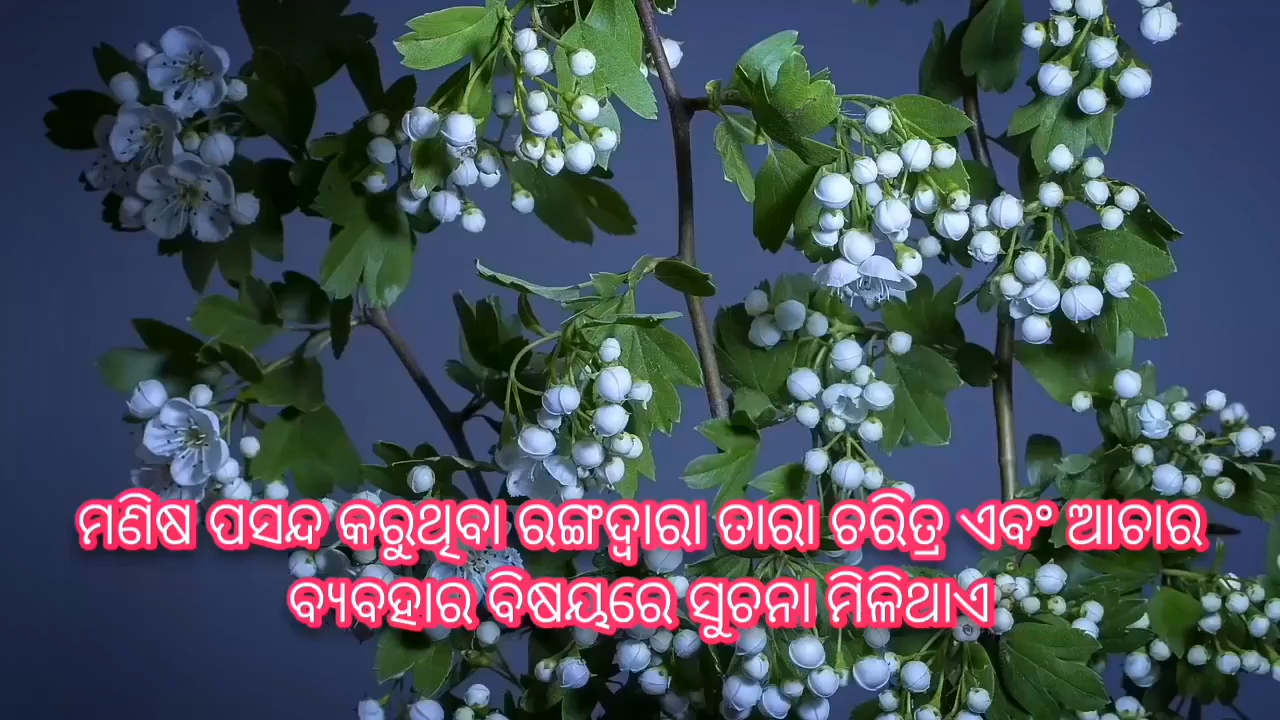 ମଣିଷ ପସନ୍ଦ କରୁଥିବା ରଙ୍ଗଦ୍ୱାରା ତାରା ଚରିତ୍ର ଏବଂ ଆଚାର
ବ୍ୟବହାର ବିଷୟରେ ସୁଚନା ମିଳିଥାଏ